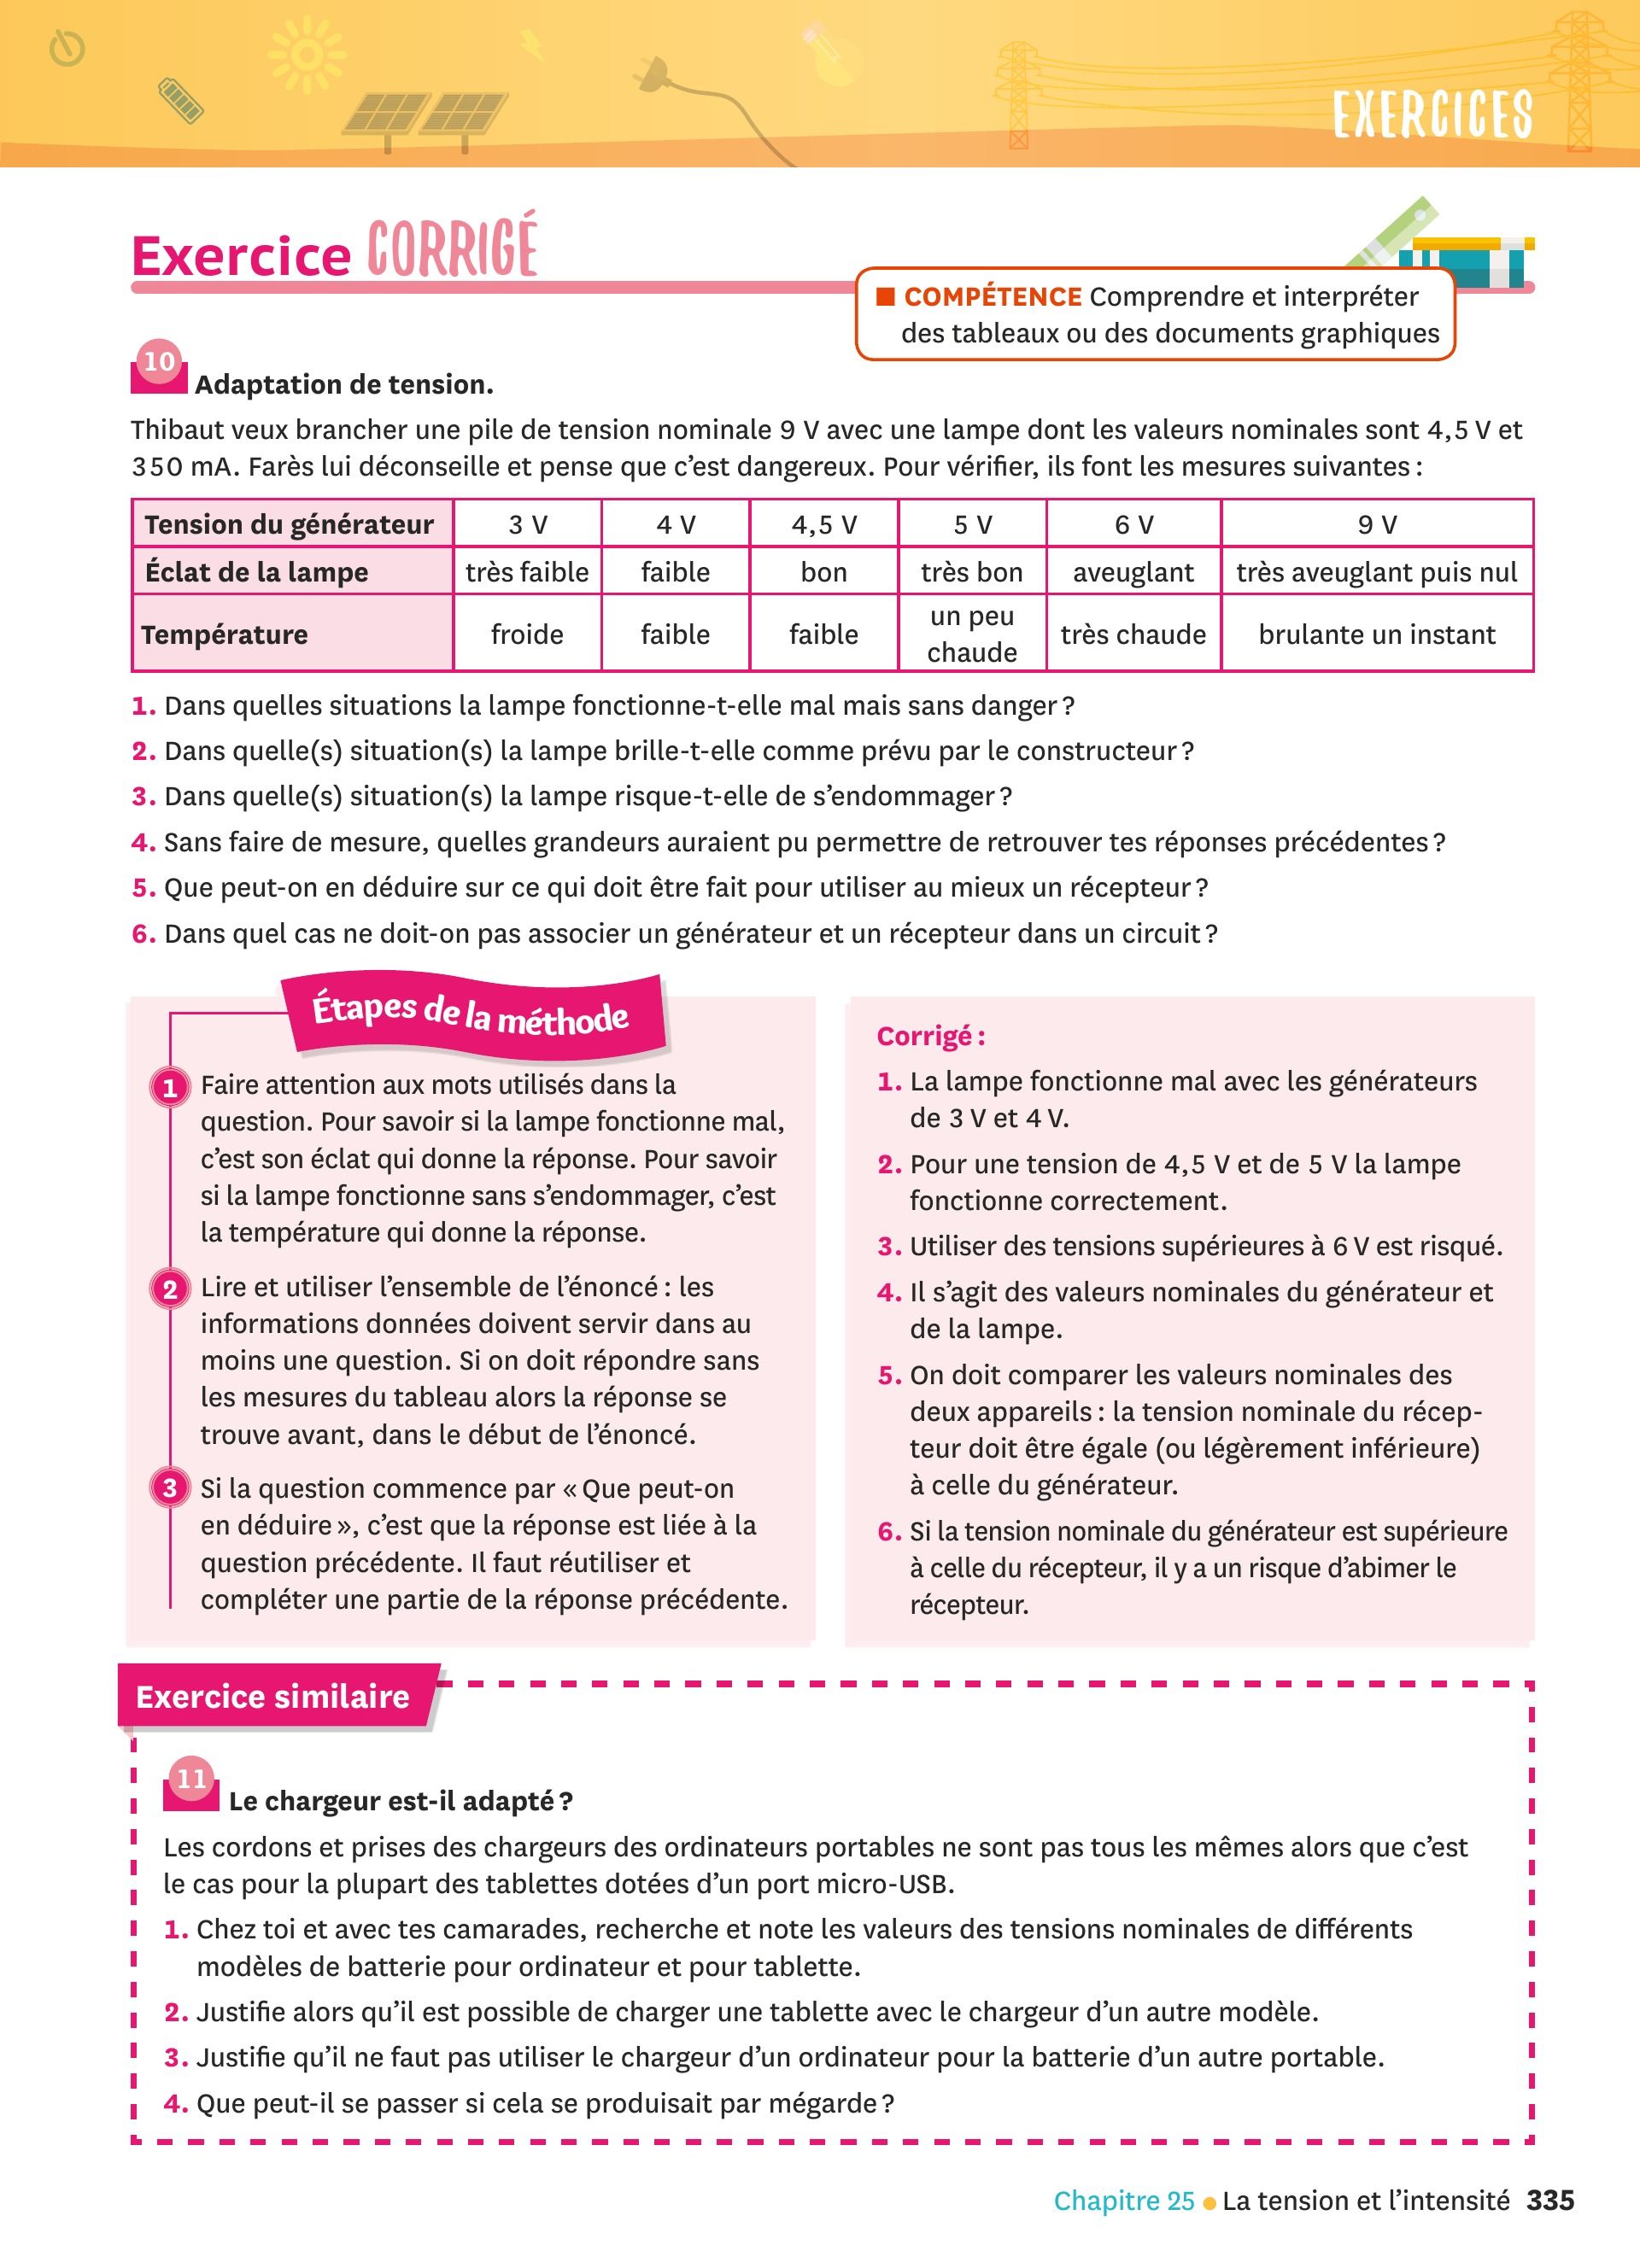 EXERCICES
Exercice CORRIGÉ
■ COMPÉTENCE Comprendre et interpréter
des tableaux ou des documents graphiques
10
Adaptation de tension.
Thibaut veux brancher une pile de tension nominale 9 V avec une lampe dont les valeurs nominales sont 4,5 V et
350 mA. Farès lui déconseille et pense que c’est dangereux. Pour vérifier, ils font les mesures suivantes :
Tension du générateur 3 V 4 V 4,5 V 5 V 6 V 9 V
Éclat de la lampe très faible faible bon très bon aveuglant très aveuglant puis nul
Température froide faible faible un peu chaude très chaude brulante un instant
1. Dans quelles situations la lampe fonctionne-t-elle mal mais sans danger ?
2. Dans quelle(s) situation(s) la lampe brille-t-elle comme prévu par le constructeur ?
3. Dans quelle(s) situation(s) la lampe risque-t-elle de s’endommager ?
4. Sans faire de mesure, quelles grandeurs auraient pu permettre de retrouver tes réponses précédentes ?
5. Que peut-on en déduire sur ce qui doit être fait pour utiliser au mieux un récepteur ?
6. Dans quel cas ne doit-on pas associer un générateur et un récepteur dans un circuit ?
Étapes de la méthode
1 Faire attention aux mots utilisés dans la
question. Pour savoir si la lampe fonctionne mal,
c’est son éclat qui donne la réponse. Pour savoir
si la lampe fonctionne sans s’endommager, c’est
la température qui donne la réponse.
2 Lire et utiliser l’ensemble de l’énoncé : les
informations données doivent servir dans au
moins une question. Si on doit répondre sans
les mesures du tableau alors la réponse se
trouve avant, dans le début de l’énoncé.
3 Si la question commence par « Que peut-on
en déduire », c’est que la réponse est liée à la
question précédente. Il faut réutiliser et
compléter une partie de la réponse précédente.
Corrigé :
1. La lampe fonctionne mal avec les générateurs
de 3 V et 4 V.
2. Pour une tension de 4,5 V et de 5 V la lampe
fonctionne correctement.
3. Utiliser des tensions supérieures à 6 V est risqué.
4. Il s’agit des valeurs nominales du générateur et
de la lampe.
5. On doit comparer les valeurs nominales des
deux appareils : la tension nominale du récep-
teur doit être égale (ou légèrement inférieure)
à celle du générateur.
6. Si la tension nominale du générateur est supérieure
à celle du récepteur, il y a un risque d’abimer le
récepteur.
Exercice similaire
11
Le chargeur est-il adapté ?
Les cordons et prises des chargeurs des ordinateurs portables ne sont pas tous les mêmes alors que c’est
le cas pour la plupart des tablettes dotées d’un port micro-USB.
1. Chez toi et avec tes camarades, recherche et note les valeurs des tensions nominales de différents
modèles de batterie pour ordinateur et pour tablette.
2. Justifie alors qu’il est possible de charger une tablette avec le chargeur d’un autre modèle.
3. Justifie qu’il ne faut pas utiliser le chargeur d’un ordinateur pour la batterie d’un autre portable.
4. Que peut-il se passer si cela se produisait par mégarde ?
Chapitre 25 ● La tension et l’intensité 335